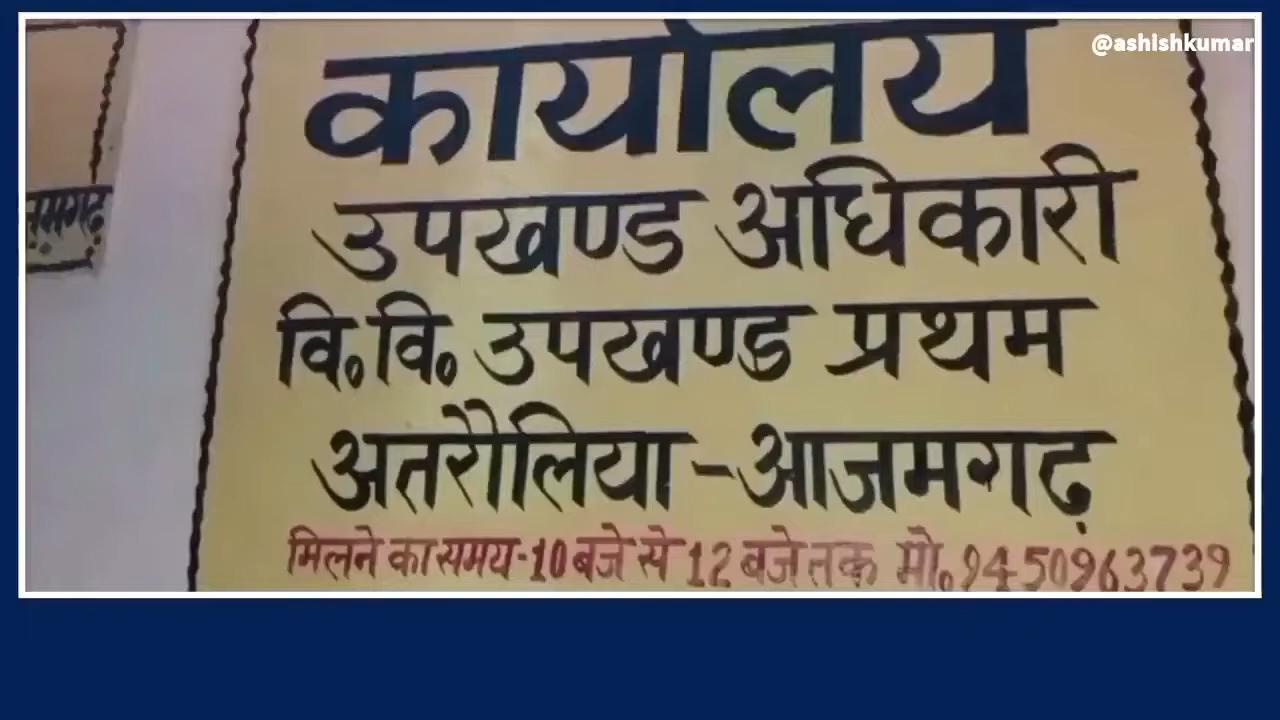 @ashishkumar
कार्यालय
उपखण्ड अधिकारी
वि॰ वि॰ उपखण्ड प्रथम
अतरौलिया - आजमगढ़
मिलने का समय-10 बजे से 12 बजे तक मो॰ 9450963739